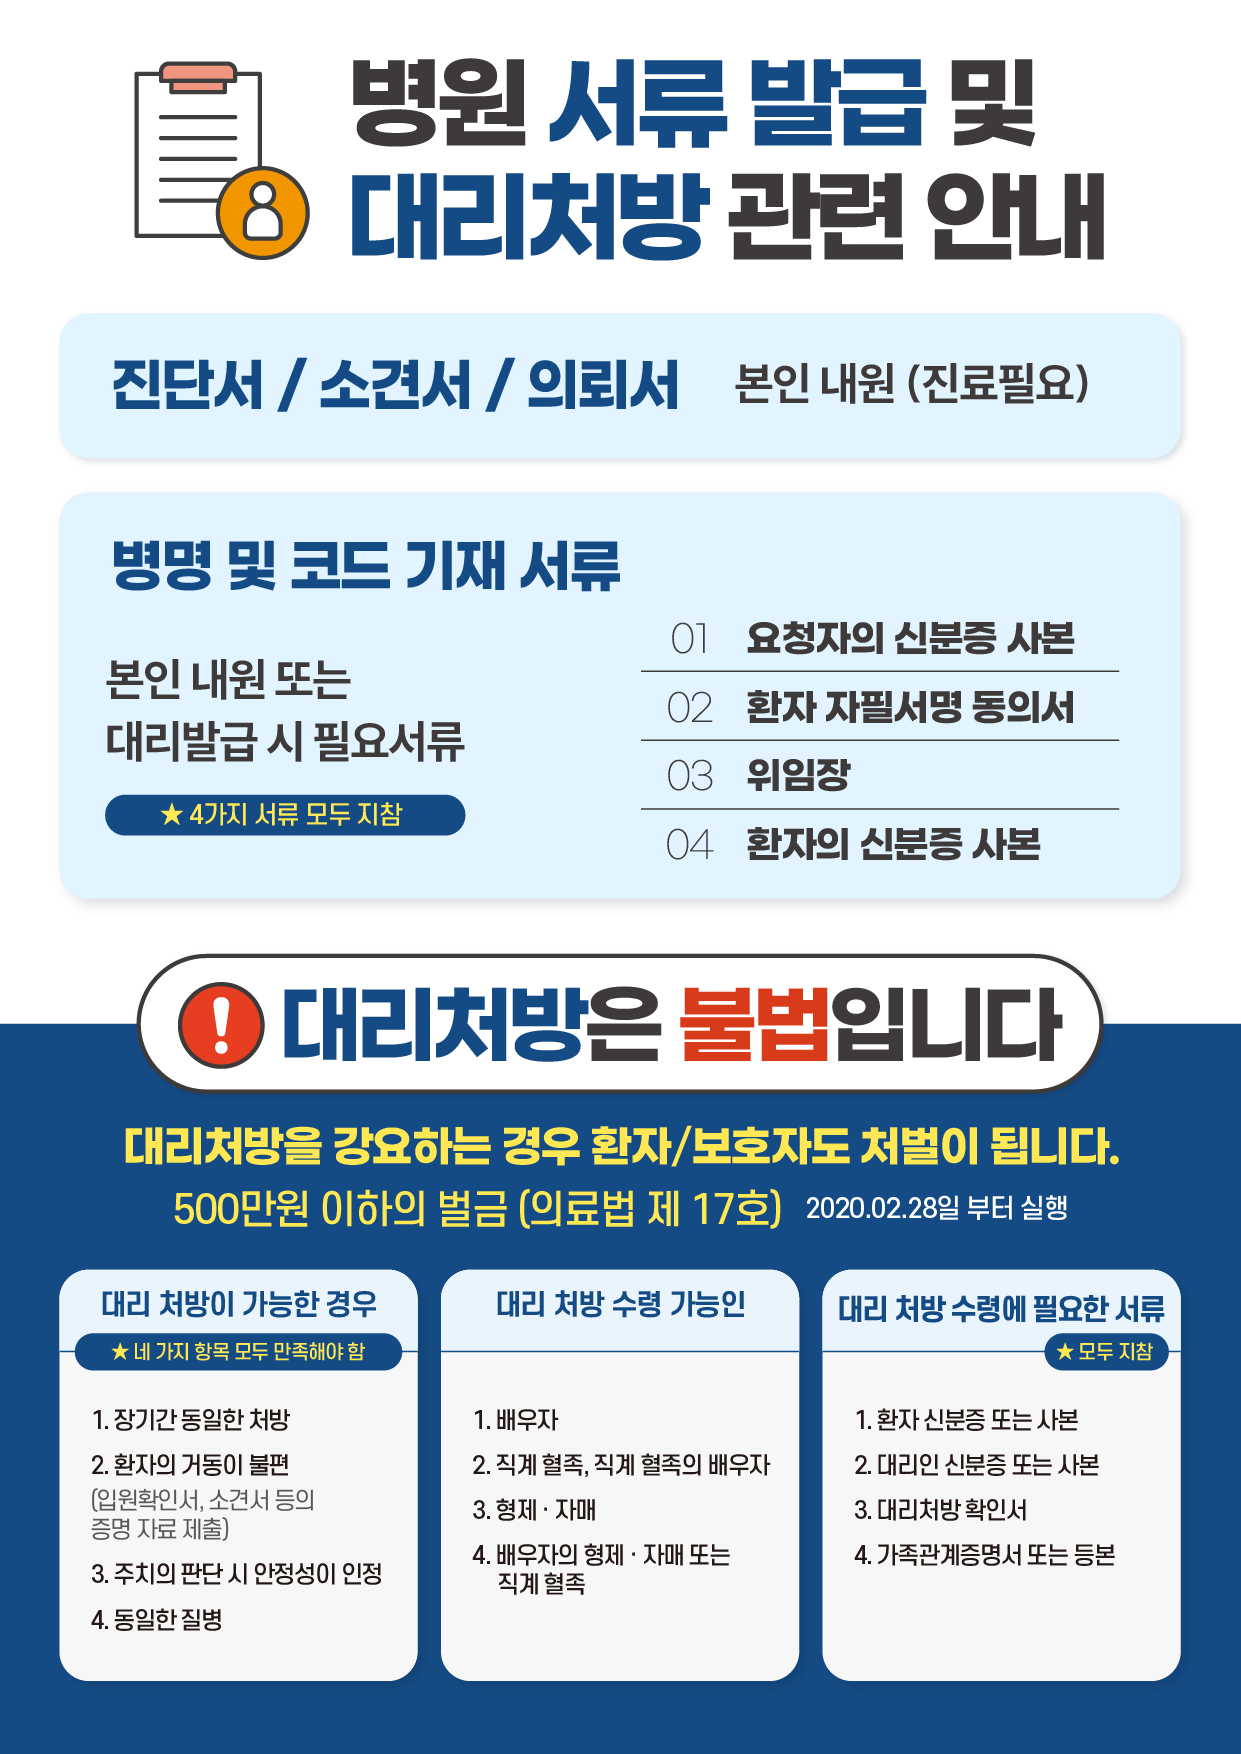 병원 서류 발급 및
대리처방 관련 안내
진단서 / 소견서 / 의뢰서 본인 내원 (진료필요)
병명 및 코드 기재 서류
본인 내원 또는
대리발급 시 필요서류
★ 4가지 서류 모두 지참
01 요청자의 신분증 사본
02 환자 자필서명 동의서
03 위임장
04 환자의 신분증 사본
! 대리처방은 불법입니다
대리처방을 강요하는 경우 환자/보호자도 처벌이 됩니다.
500만원 이하의 벌금 (의료법 제 17호) 2020.02.28일 부터 실행
대리 처방이 가능한 경우
★ 네 가지 항목 모두 만족해야 함
1. 장기간 동일한 처방
2. 환자의 거동이 불편
(입원확인서, 소견서 등의
증명 자료 제출)
3. 주치의 판단 시 안정성이 인정
4. 동일한 질병
대리 처방 수령 가능인
1. 배우자
2. 직계 혈족, 직계 혈족의 배우자
3. 형제 · 자매
4. 배우자의 형제 · 자매 또는
직계 혈족
대리 처방 수령에 필요한 서류
★ 모두 지참
1. 환자 신분증 또는 사본
2. 대리인 신분증 또는 사본
3. 대리처방 확인서
4. 가족관계증명서 또는 등본